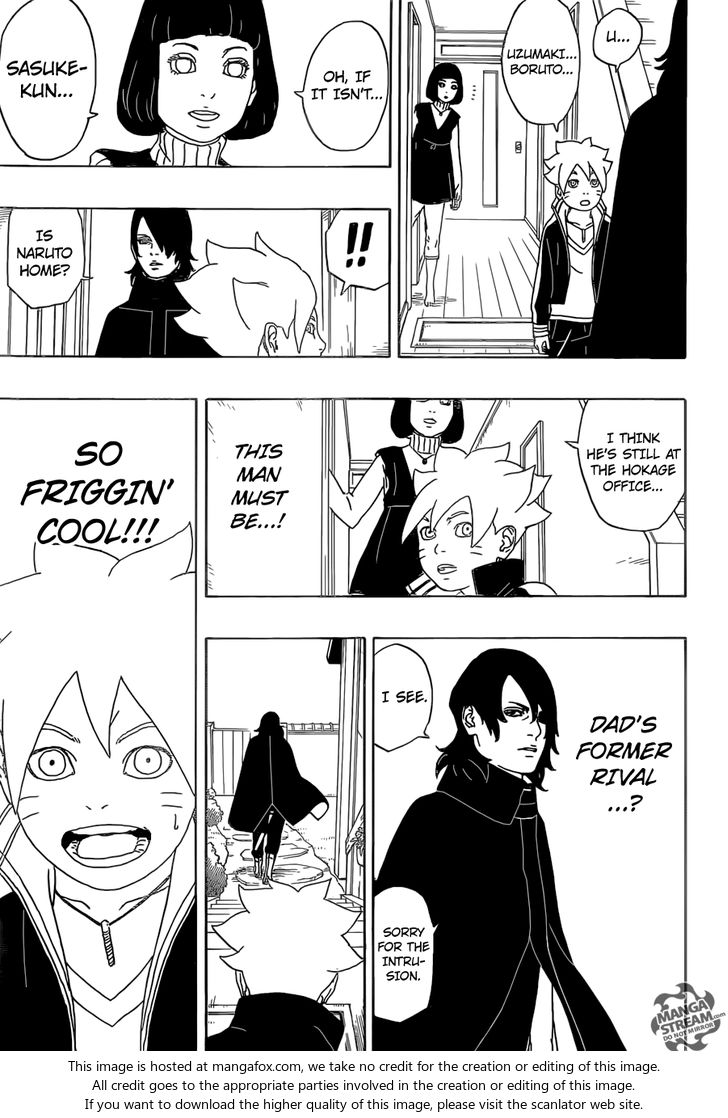 U...
UZUMAKI...
BORUTO...
OH, IF
IT ISN'T...
SASUKE-
KUN...
!!
IS
NARUTO
HOME?
I THINK
HE'S STILL AT
THE HOKAGE
OFFICE...
THIS
MAN
MUST
BE...!
SO
FRIGGIN'
COOL!!!
DAD'S
FORMER
RIVAL
...?
I SEE.
SORRY
FOR THE
INTRU-
SION.
MANGA
STREAM.com
DO NOT MIRROR
This image is hosted at mangafox.com, we take no credit for the creation or editing of this image.
All credit goes to the appropriate parties involved in the creation or editing of this image.
If you want to download the higher quality of this image, please visit the scanlator web site.